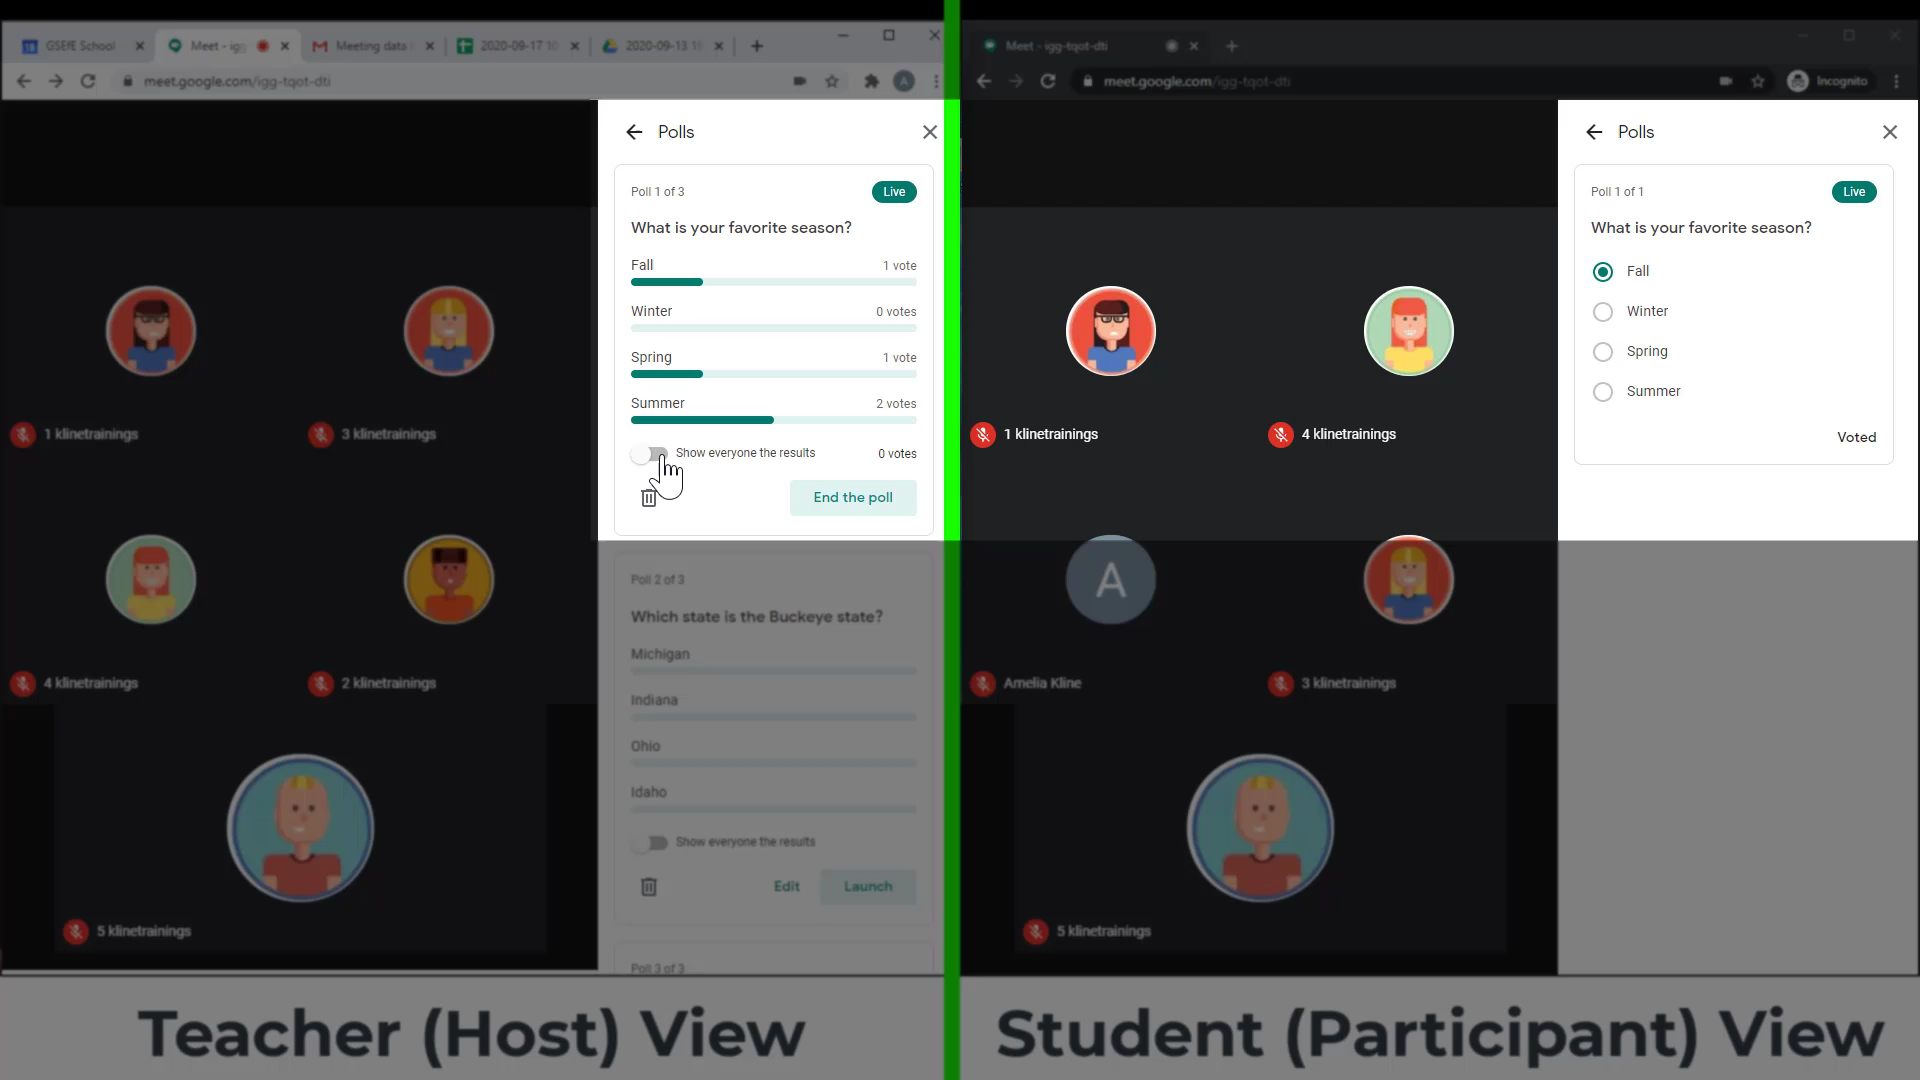 GSEfE School
Meet - igg
Meeting data
2020-09-17 10
2020-09-13 1
meet.google.com/igg-tqot-dti
Polls
Poll 1 of 3
Live
What is your favorite season?
Fall
1 vote
Winter
0 votes
Spring
1 vote
Summer
2 votes
Show everyone the results
0 votes
End the poll
Poll 2 of 3
Which state is the Buckeye state?
Michigan
Indiana
Ohio
Idaho
Show everyone the results
Edit
Launch
Poll 3 of 3
1 klinetrainings
3 klinetrainings
4 klinetrainings
2 klinetrainings
5 klinetrainings
Teacher (Host) View
Meet - igg-tqot-dti
meet.google.com/igg-tqot-dti
Incognito
1 klinetrainings
4 klinetrainings
A
Amelia Kline
3 klinetrainings
5 klinetrainings
Polls
Poll 1 of 1
Live
What is your favorite season?
Fall
Winter
Spring
Summer
Voted
Student (Participant) View